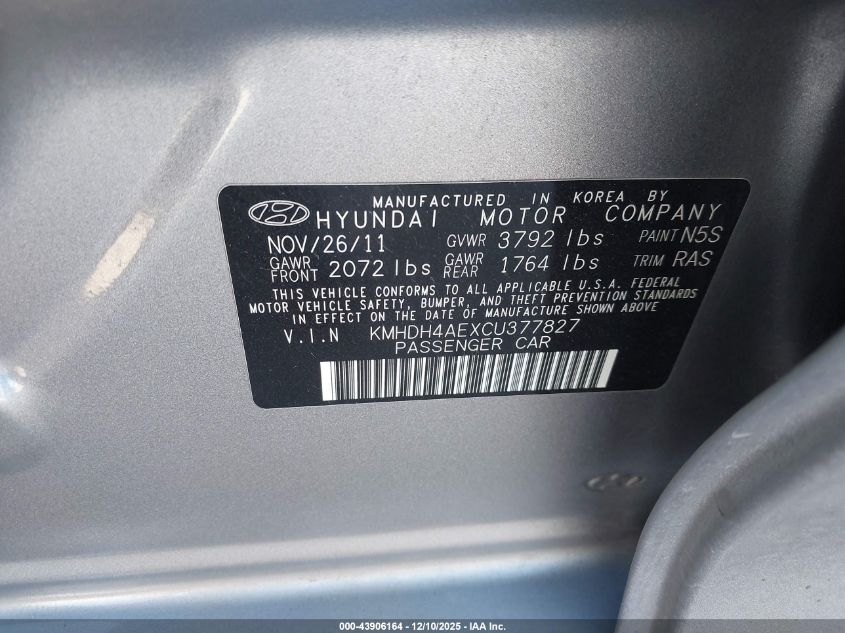 MANUFACTURED IN KOREA BY
HYUNDAI MOTOR COMPANY
NOV/26/11 GVWR 3792 lbs PAINT N5S
GAWR FRONT 2072 lbs GAWR REAR 1764 lbs TRIM RAS
THIS VEHICLE CONFORMS TO ALL APPLICABLE U.S.A. FEDERAL
MOTOR VEHICLE SAFETY, BUMPER, AND THEFT PREVENTION STANDARDS
IN EFFECT ON THE DATE OF MANUFACTURE SHOWN ABOVE
V.I.N KMHDH4AEXCU377827
PASSENGER CAR
000-43906164 - 12/10/2025 - IAA Inc.